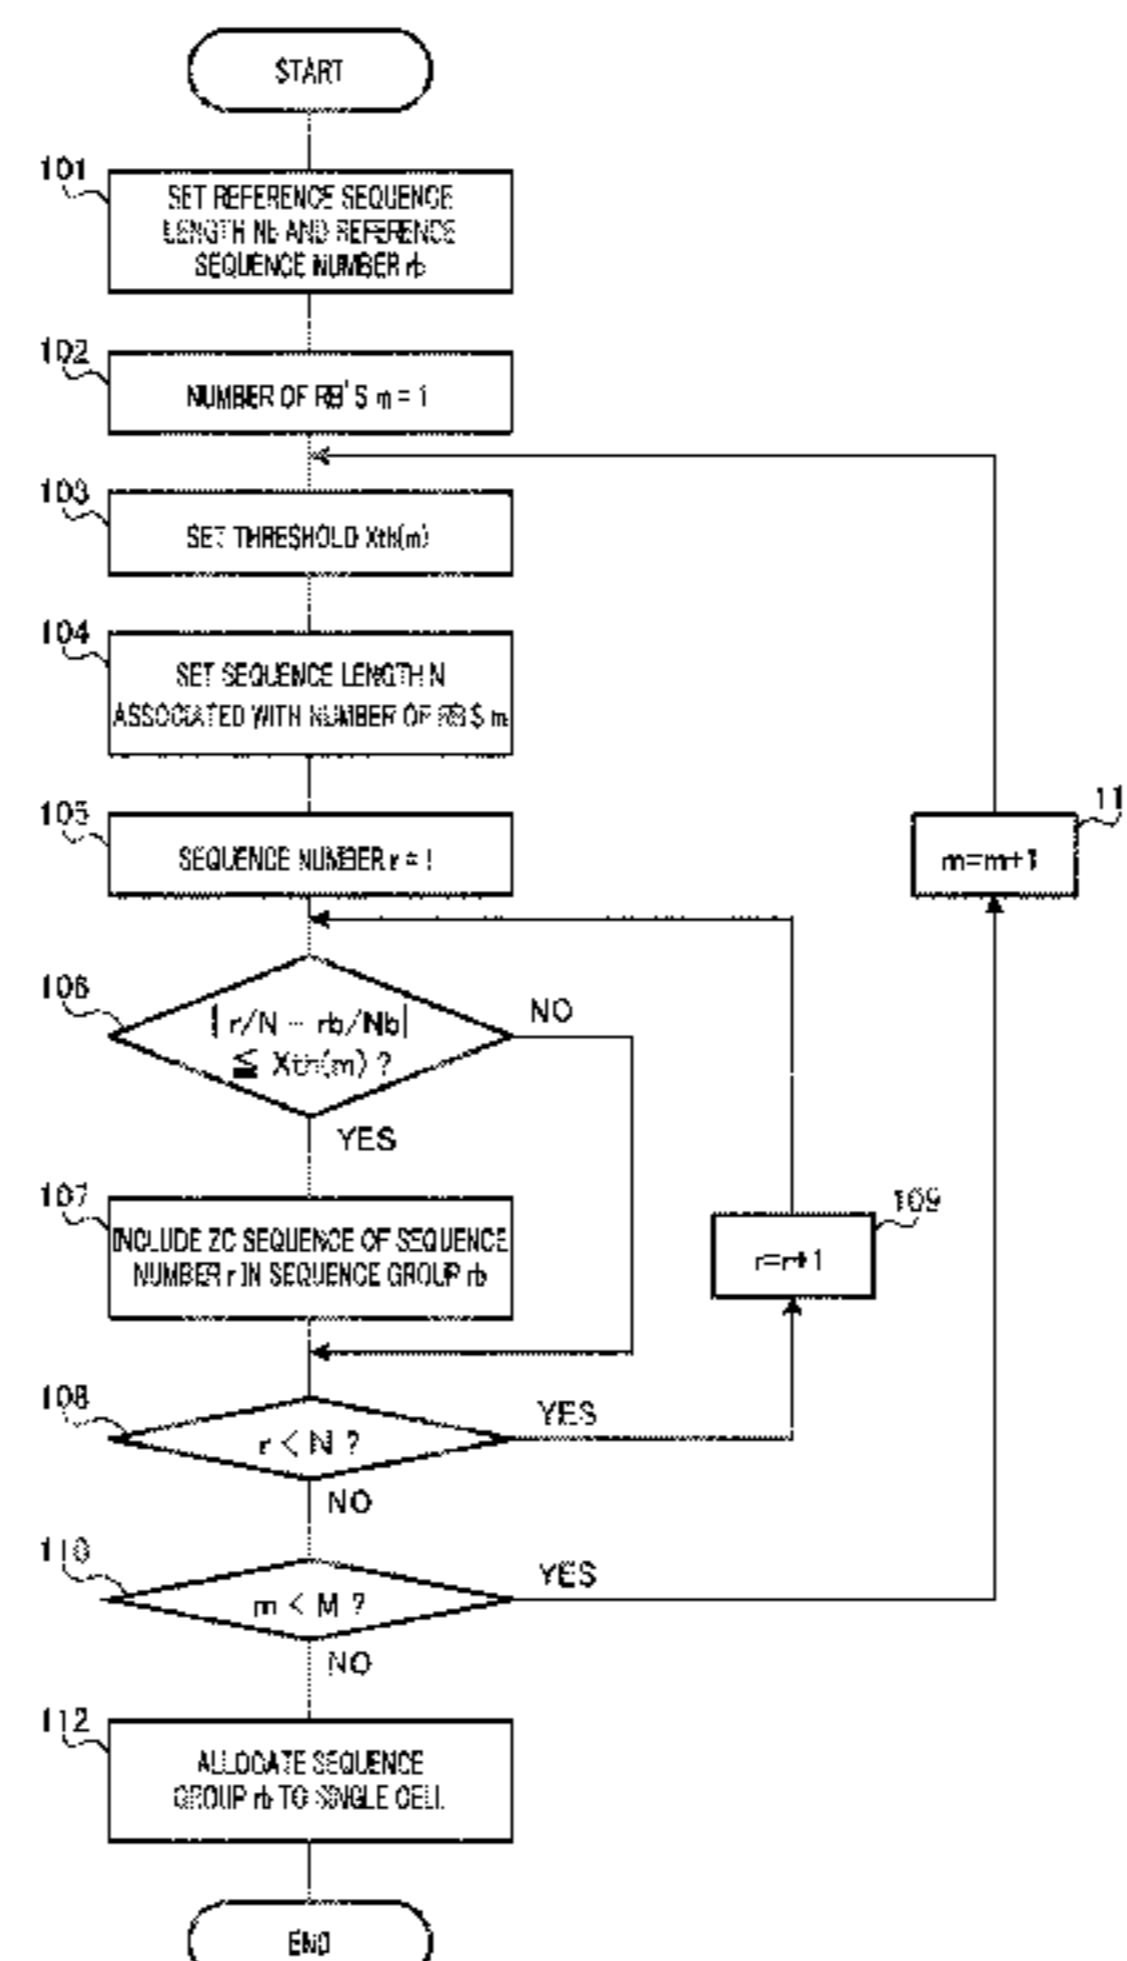 START
101
SET REFERENCE SEQUENCE
LENGTH Nb AND REFERENCE
SEQUENCE NUMBER rb
102
NUMBER OF RB'S m = 1
103
SET THRESHOLD Xth(m)
104
SET SEQUENCE LENGTH N
ASSOCIATED WITH NUMBER OF RB'S m
105
SEQUENCE NUMBER r = 1
11
m=m+1
106
| r/N - rb/Nb|
≦ Xth(m) ?
NO
YES
107
INCLUDE ZC SEQUENCE OF SEQUENCE
NUMBER r IN SEQUENCE GROUP rb
109
r=r+1
108
r < N ?
YES
NO
110
m < M ?
YES
NO
112
ALLOCATE SEQUENCE
GROUP rb TO SINGLE CELL
END